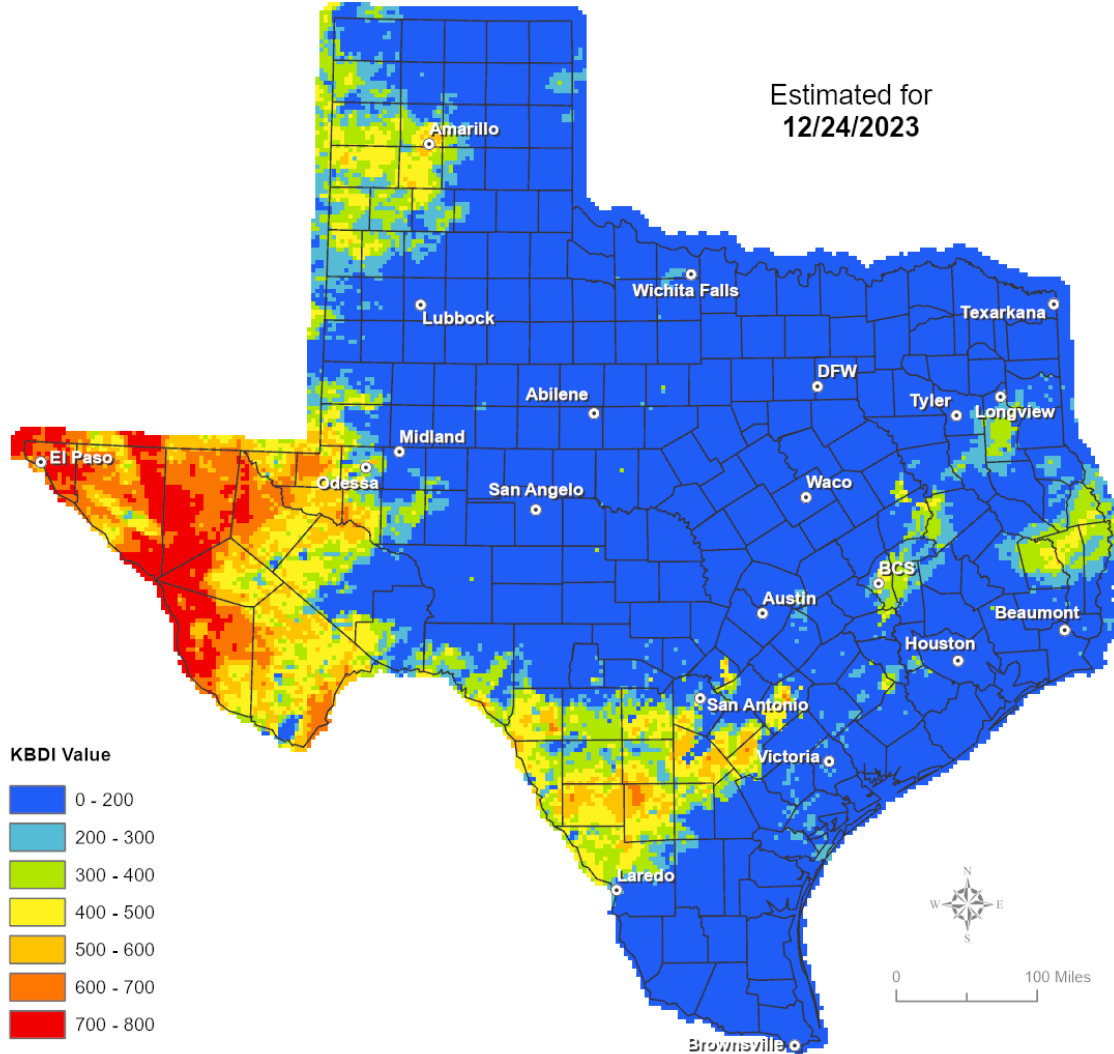 Estimated for
12/24/2023
Amarillo
Wichita Falls
Lubbock
Texarkana
DFW
Abilene
Tyler
Longview
Midland
El Paso
Odessa
San Angelo
Waco
BCS
Austin
Beaumont
Houston
San Antonio
Victoria
KBDI Value
0 - 200
200 - 300
300 - 400
400 - 500
500 - 600
600 - 700
700 - 800
Laredo
N
W E
S
0 100 Miles
Brownsville